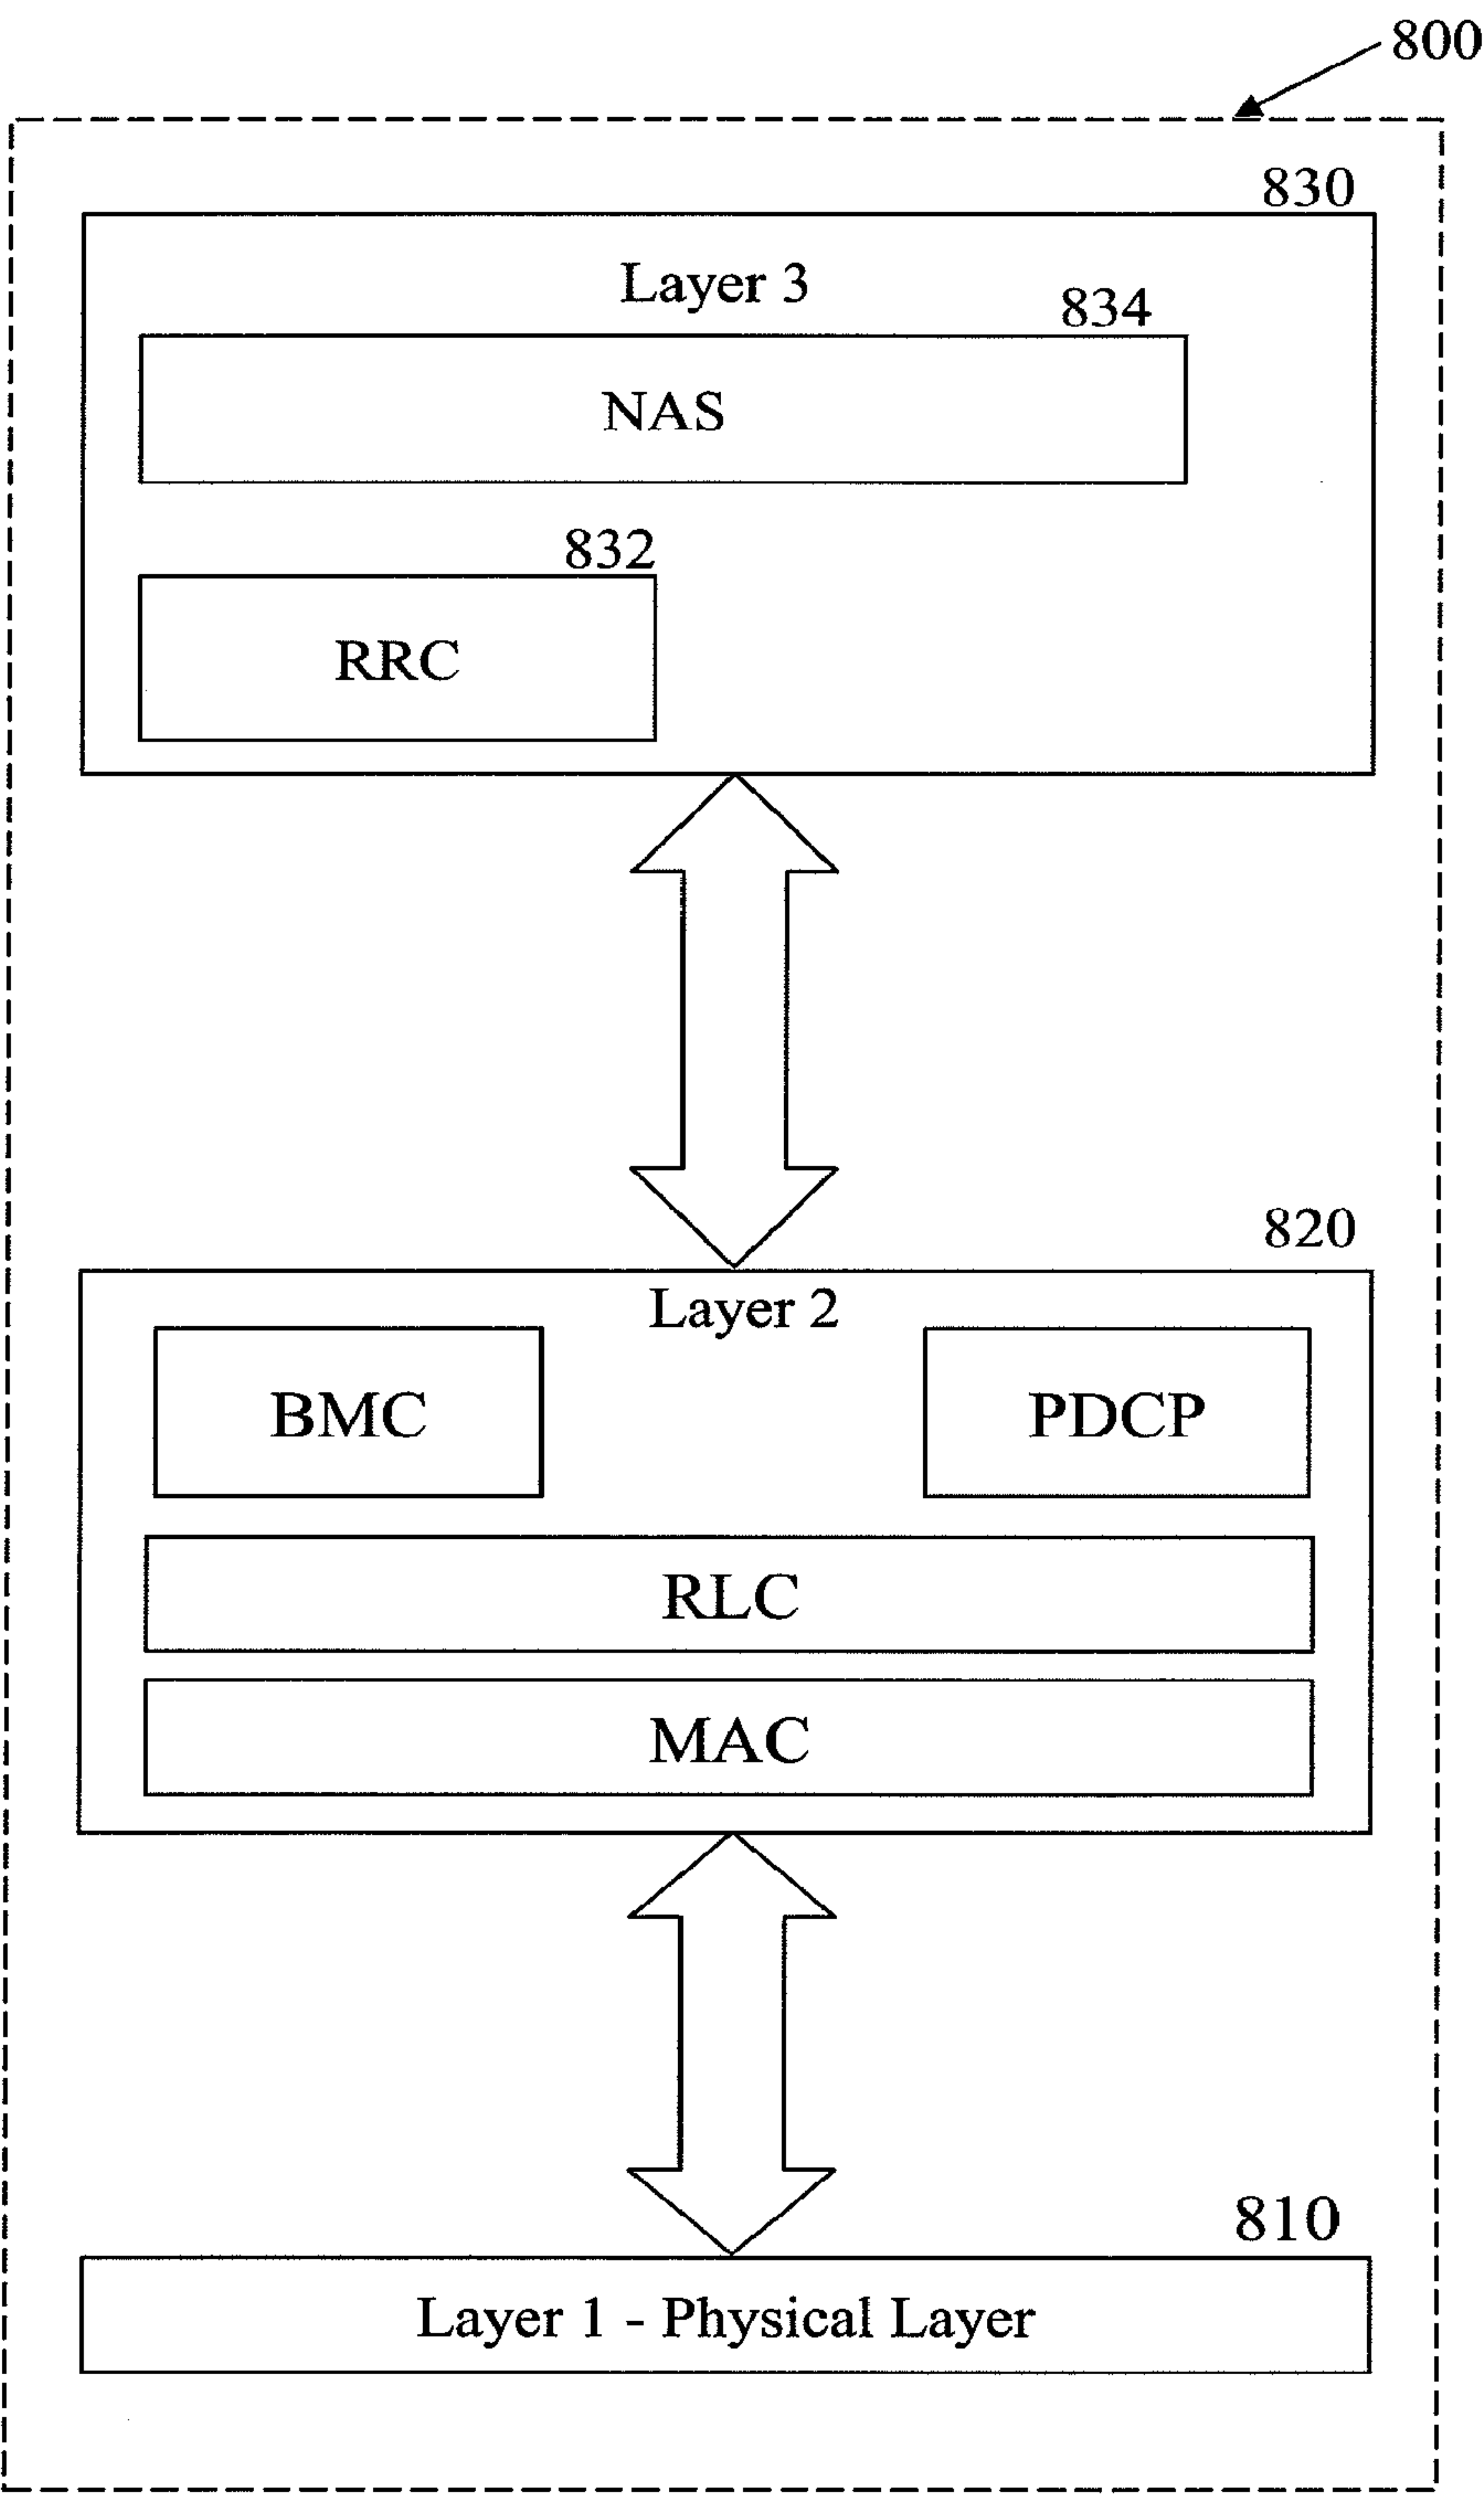 800
830
Layer 3
834
NAS
832
RRC
820
Layer 2
BMC PDCP
RLC
MAC
810
Layer 1 - Physical Layer